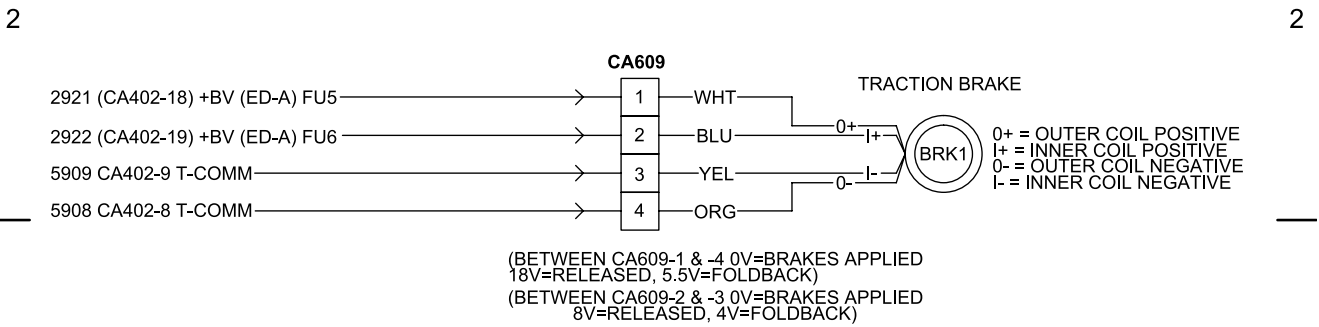 2
2
CA609
TRACTION BRAKE
2921 (CA402-18) +BV (ED-A) FU5
1
WHT
2922 (CA402-19) +BV (ED-A) FU6
2
BLU
5909 CA402-9 T-COMM
3
YEL
5908 CA402-8 T-COMM
4
ORG
0+
I+
I-
0-
BRK1
0+ = OUTER COIL POSITIVE
I+ = INNER COIL POSITIVE
0- = OUTER COIL NEGATIVE
I- = INNER COIL NEGATIVE
(BETWEEN CA609-1 & -4 0V=BRAKES APPLIED
18V=RELEASED, 5.5V=FOLDBACK)
(BETWEEN CA609-2 & -3 0V=BRAKES APPLIED
8V=RELEASED, 4V=FOLDBACK)